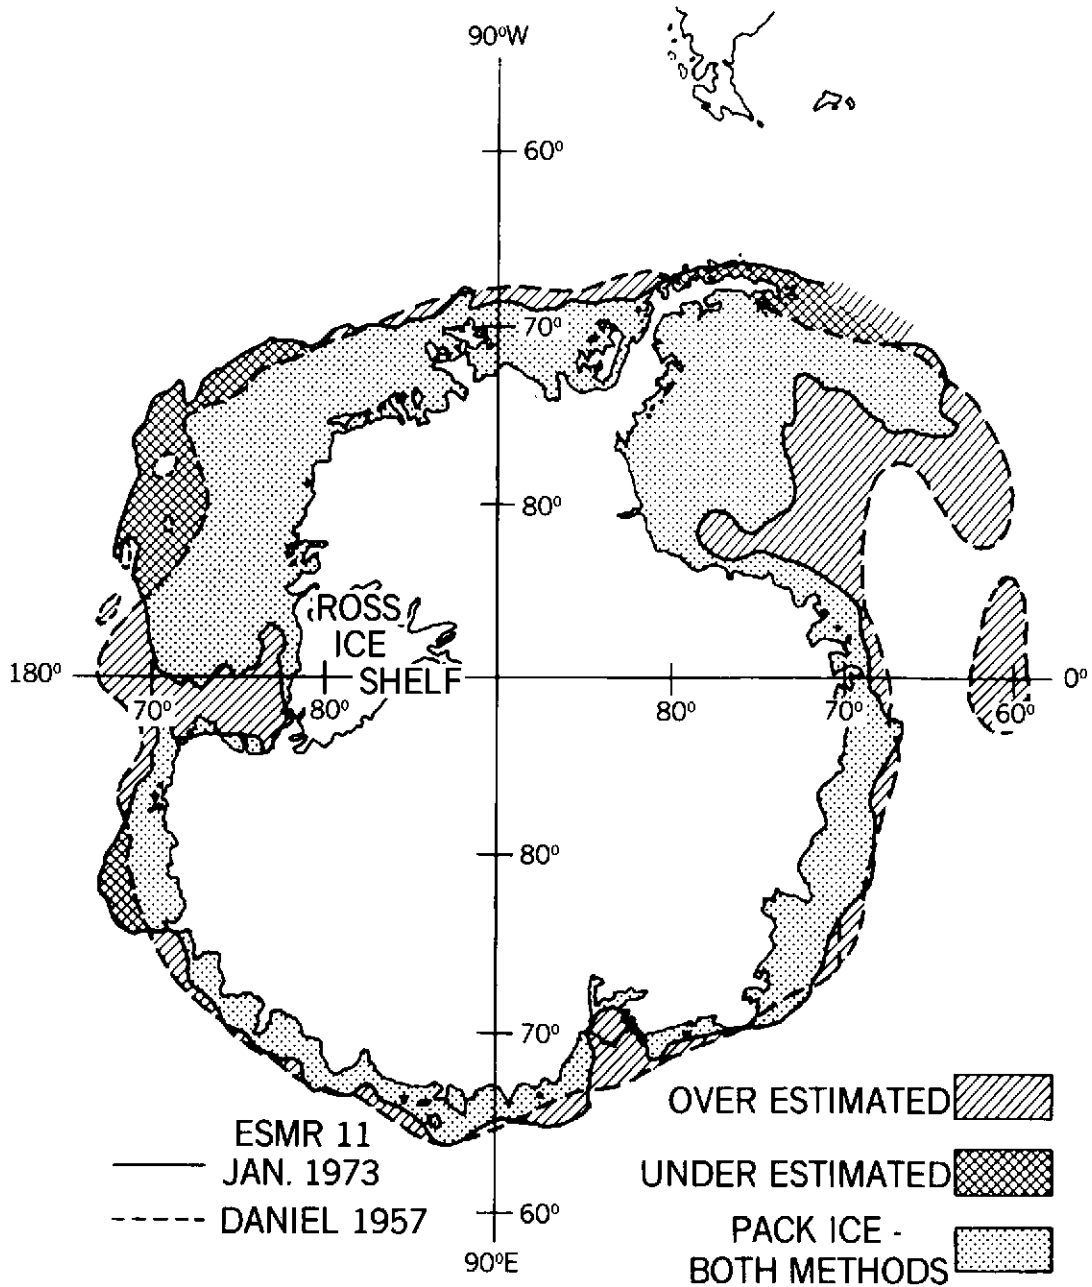 90°W
60°
70°
80°
ROSS
ICE
SHELF
180°
0°
70°
80°
80°
70°
60°
80°
70°
60°
90°E
ESMR 11
JAN. 1973
DANIEL 1957
OVER ESTIMATED
UNDER ESTIMATED
PACK ICE -
BOTH METHODS